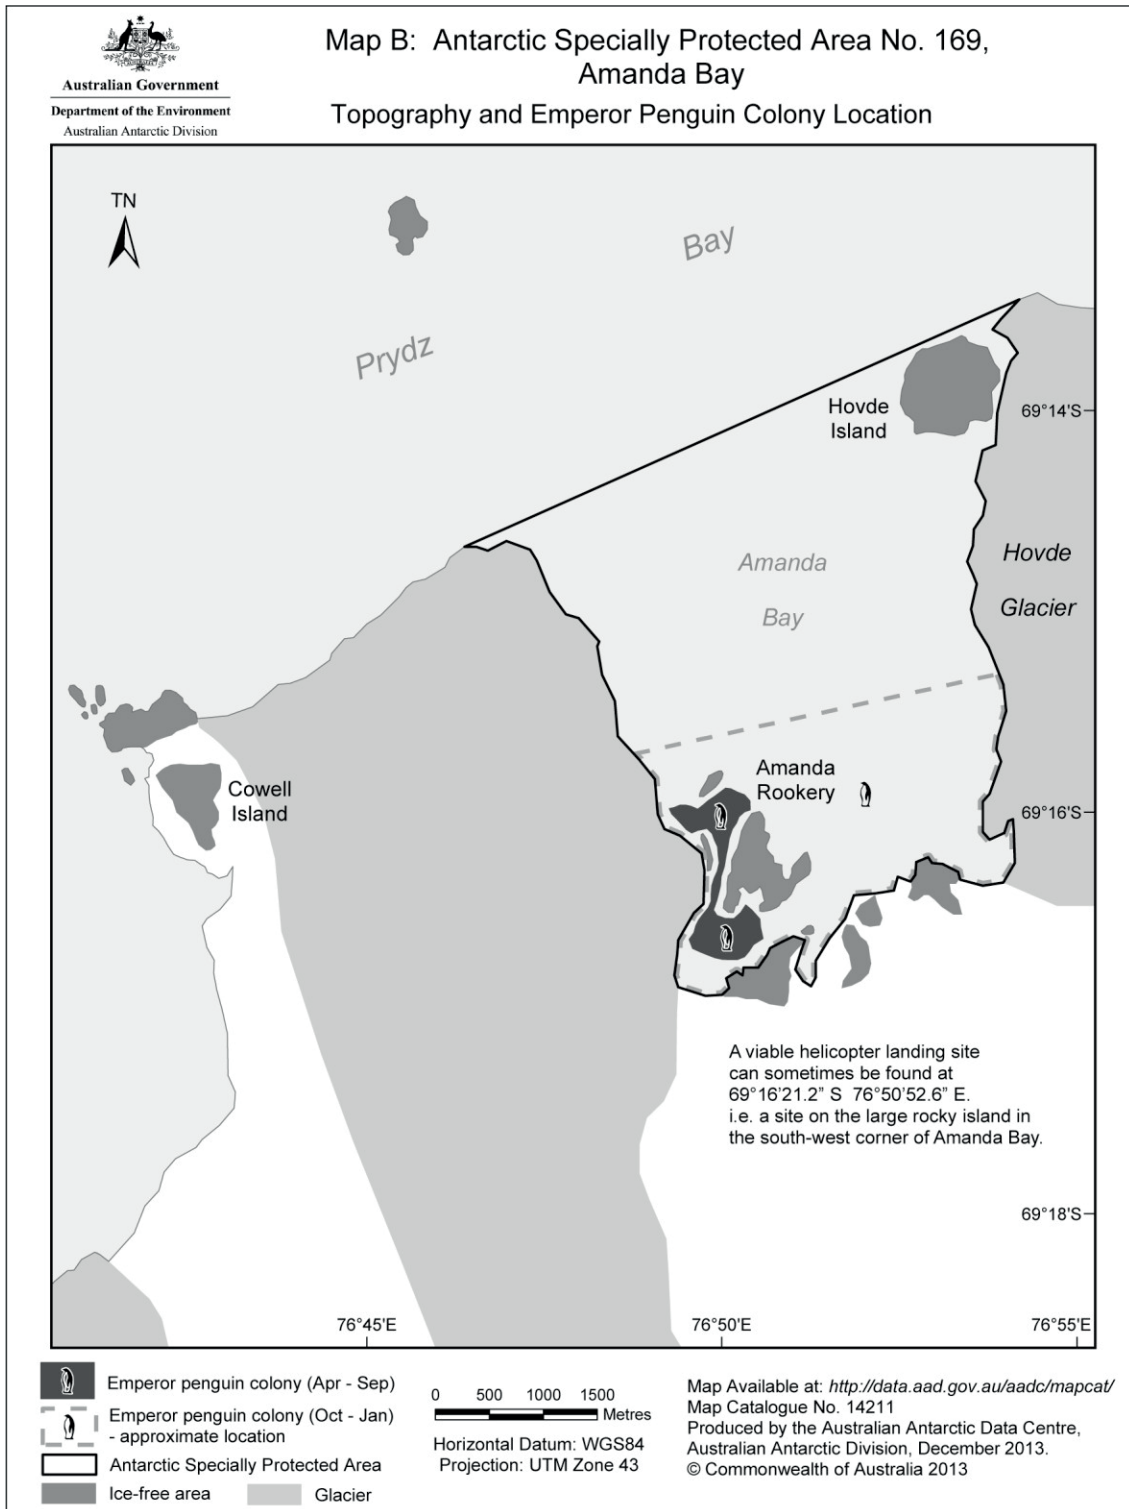 Australian Government
Department of the Environment
Australian Antarctic Division
Map B: Antarctic Specially Protected Area No. 169,
Amanda Bay
Topography and Emperor Penguin Colony Location
TN
Bay
Prydz
Hovde
Island
69°14'S
Amanda
Bay
Hovde
Glacier
Cowell
Island
Amanda
Rookery
69°16'S
A viable helicopter landing site
can sometimes be found at
69°16'21.2" S 76°50'52.6" E.
i.e. a site on the large rocky island in
the south-west corner of Amanda Bay.
69°18'S
76°45'E
76°50'E
76°55'E
Emperor penguin colony (Apr - Sep)
Emperor penguin colony (Oct - Jan)
- approximate location
Antarctic Specially Protected Area
Ice-free area
Glacier
0 500 1000 1500
Metres
Horizontal Datum: WGS84
Projection: UTM Zone 43
Map Available at: http://data.aad.gov.au/aadc/mapcat/
Map Catalogue No. 14211
Produced by the Australian Antarctic Data Centre,
Australian Antarctic Division, December 2013.
© Commonwealth of Australia 2013